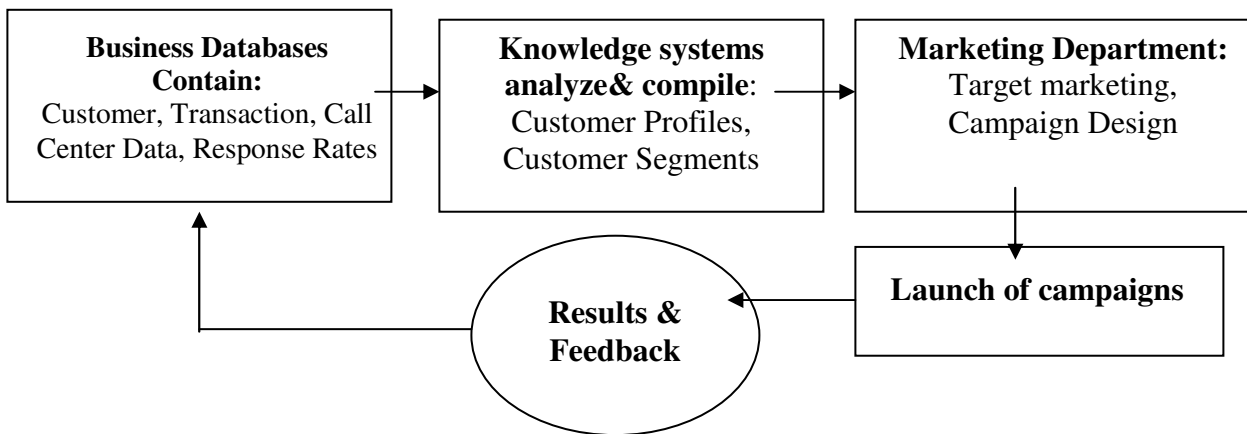 Business Databases
Contain:
Customer, Transaction, Call
Center Data, Response Rates
Knowledge systems
analyze& compile:
Customer Profiles,
Customer Segments
Marketing Department:
Target marketing,
Campaign Design
Launch of campaigns
Results &
Feedback